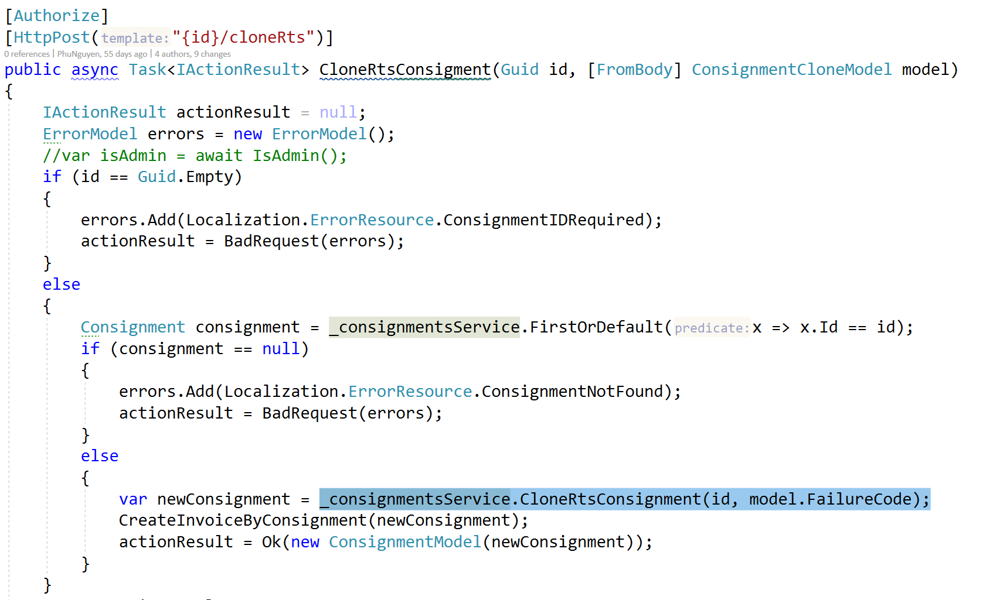 [Authorize]
[HttpPost(template:"{id}/cloneRts")]
0 references | PhuNguyen, 55 days ago | 4 authors, 9 changes
public async Task<IActionResult> CloneRtsConsigment(Guid id, [FromBody] ConsignmentCloneModel model)
{
IActionResult actionResult = null;
ErrorModel errors = new ErrorModel();
//var isAdmin = await IsAdmin();
if (id == Guid.Empty)
{
errors.Add(Localization.ErrorResource.ConsignmentIDRequired);
actionResult = BadRequest(errors);
}
else
{
Consignment consignment = _consignmentsService.FirstOrDefault(predicate:x => x.Id == id);
if (consignment == null)
{
errors.Add(Localization.ErrorResource.ConsignmentNotFound);
actionResult = BadRequest(errors);
}
else
{
var newConsignment = _consignmentsService.CloneRtsConsignment(id, model.FailureCode);
CreateInvoiceByConsignment(newConsignment);
actionResult = Ok(new ConsignmentModel(newConsignment));
}
}